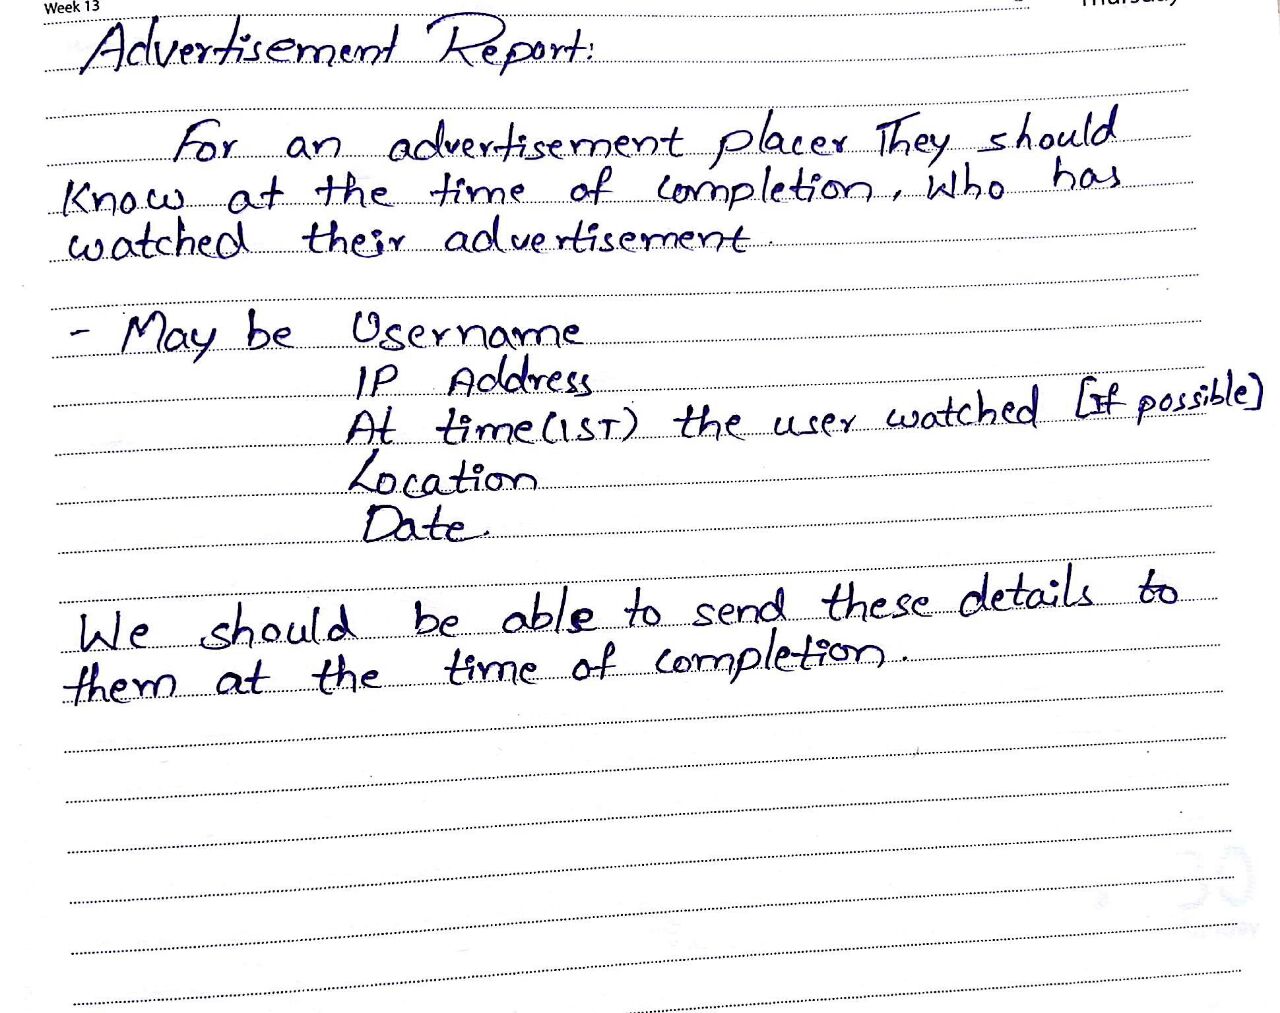 Week 13
Advertisement Report:
For an advertisement placer They should
Know at the time of completion, Who has
watched their advertisement.
- May be Username
IP Address
At time(IST) the user watched [If possible]
Location
Date.
We should be able to send these details to
them at the time of completion.